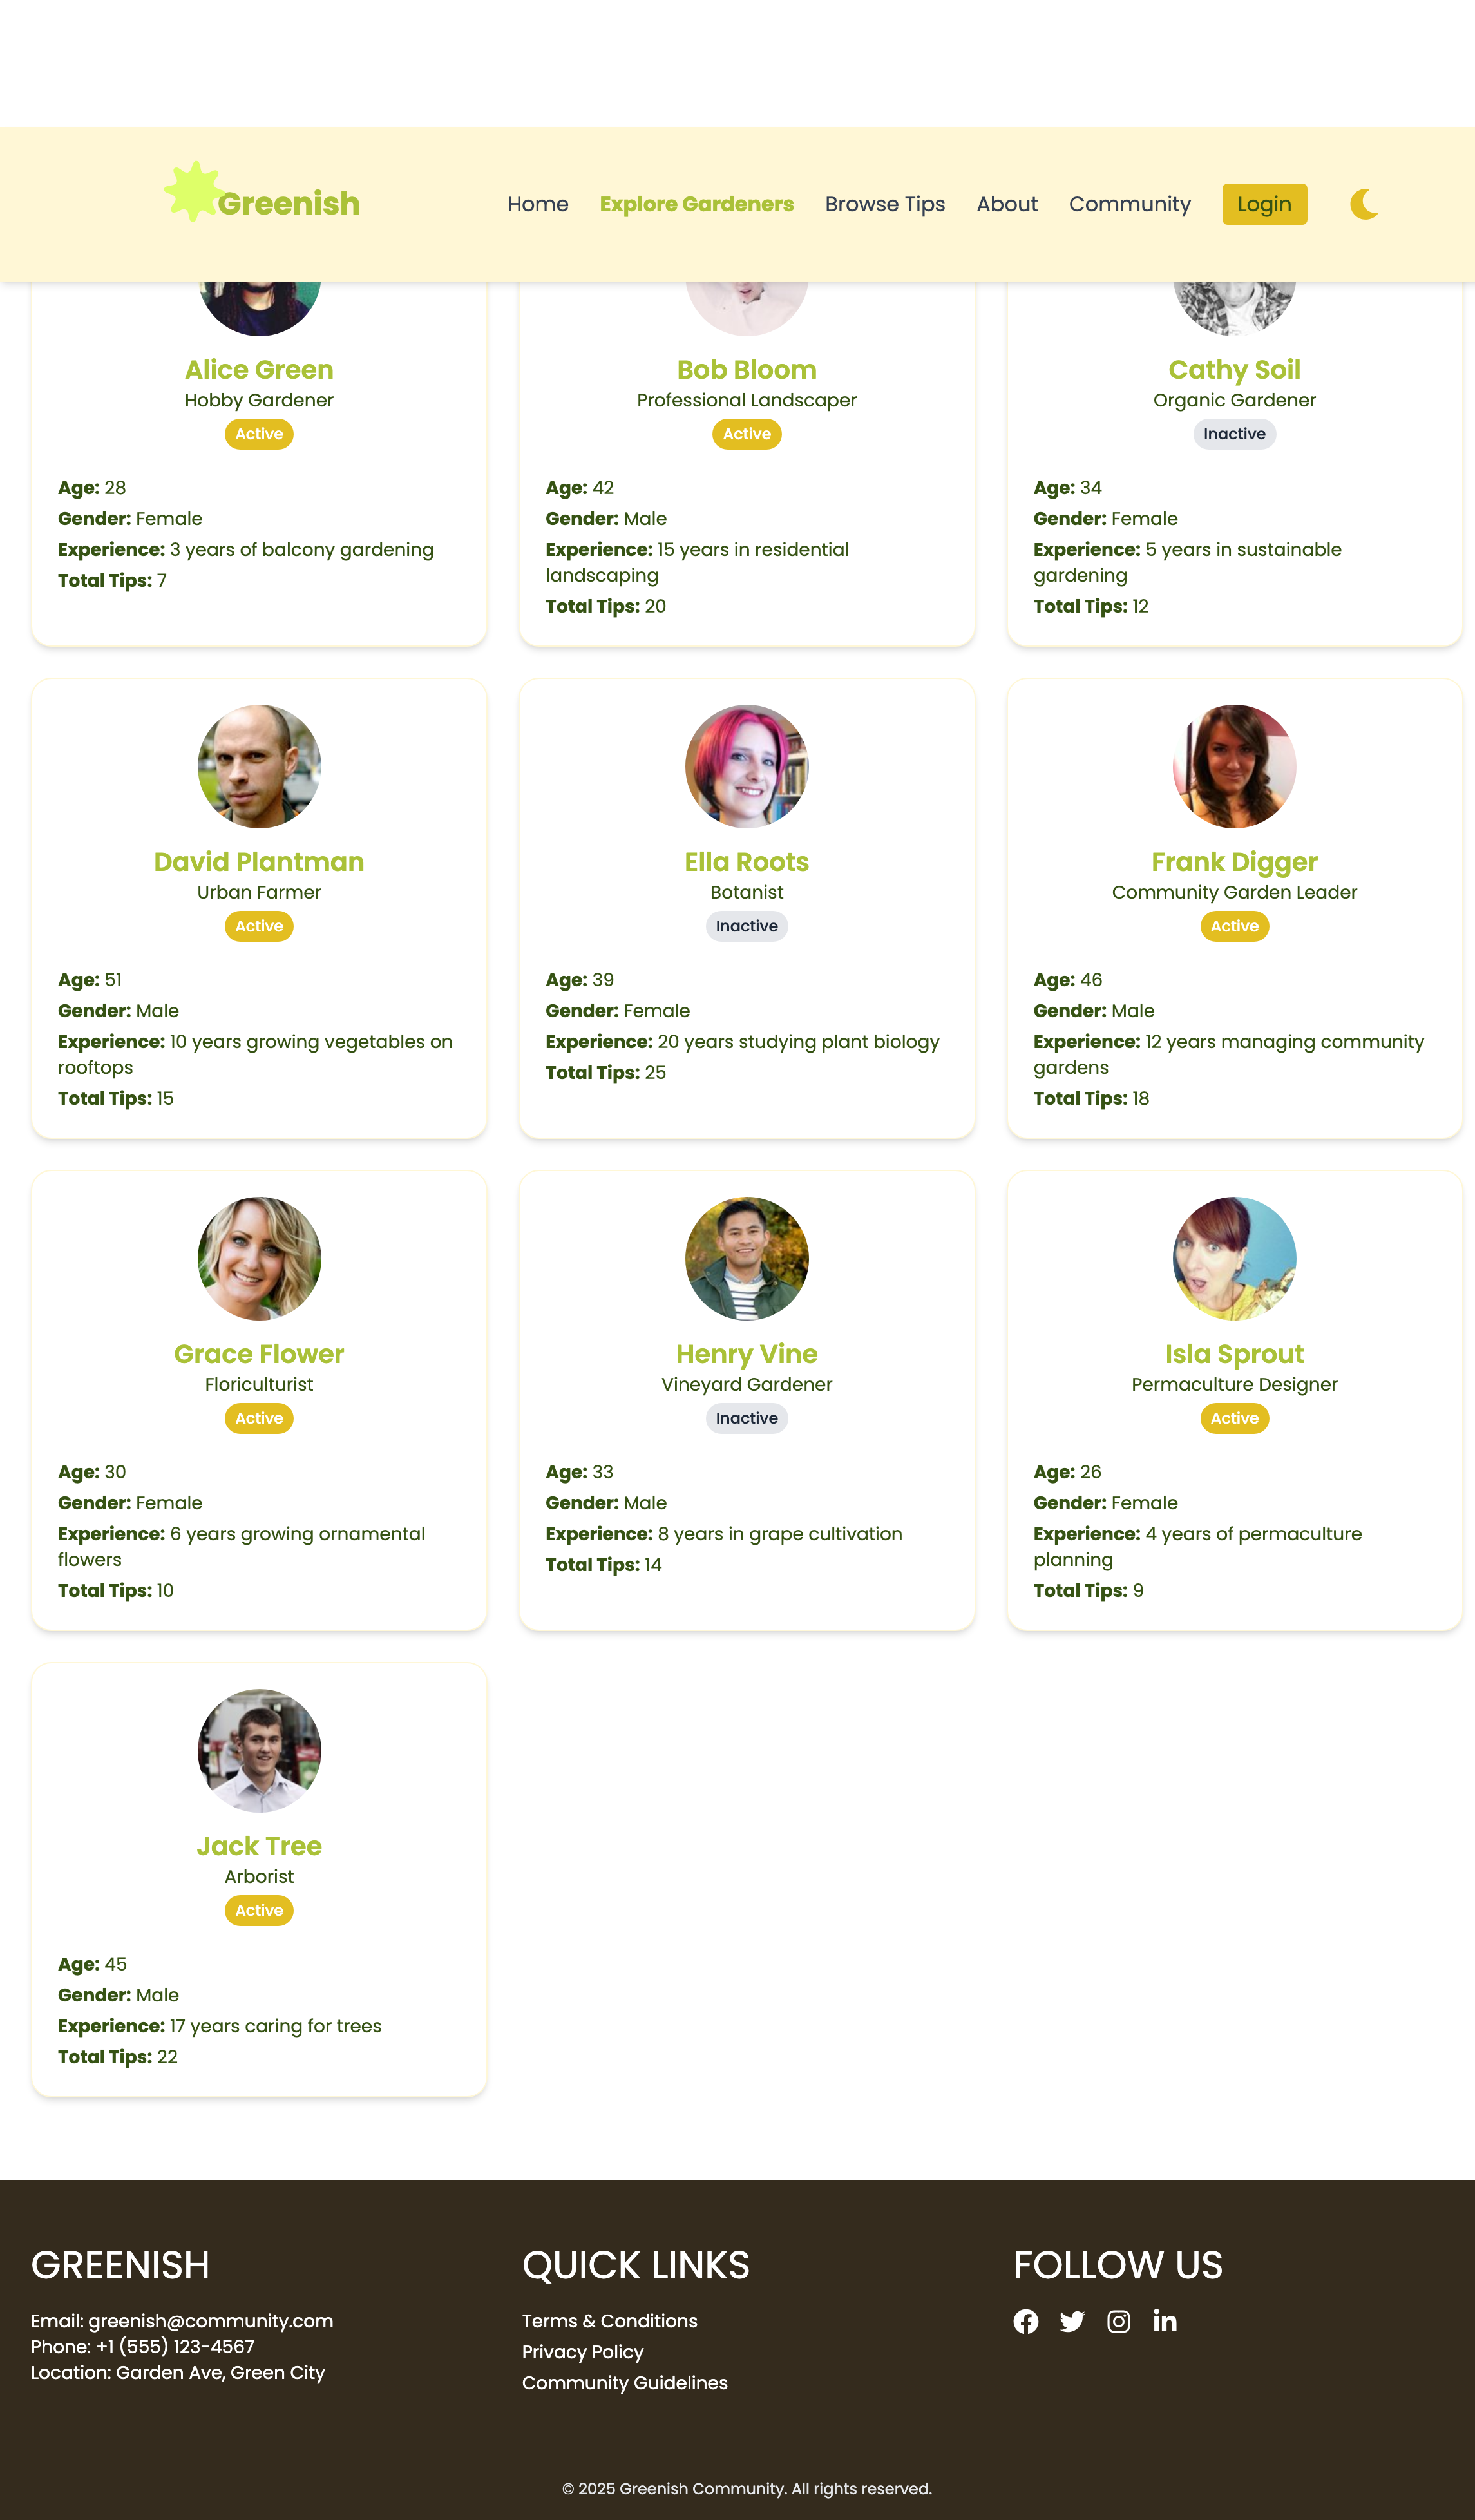 Greenish
Home Explore Gardeners Browse Tips About Community Login
Alice Green
Hobby Gardener
Active
Age: 28
Gender: Female
Experience: 3 years of balcony gardening
Total Tips: 7
Bob Bloom
Professional Landscaper
Active
Age: 42
Gender: Male
Experience: 15 years in residential
landscaping
Total Tips: 20
Cathy Soil
Organic Gardener
Inactive
Age: 34
Gender: Female
Experience: 5 years in sustainable
gardening
Total Tips: 12
David Plantman
Urban Farmer
Active
Age: 51
Gender: Male
Experience: 10 years growing vegetables on
rooftops
Total Tips: 15
Ella Roots
Botanist
Inactive
Age: 39
Gender: Female
Experience: 20 years studying plant biology
Total Tips: 25
Frank Digger
Community Garden Leader
Active
Age: 46
Gender: Male
Experience: 12 years managing community
gardens
Total Tips: 18
Grace Flower
Floriculturist
Active
Age: 30
Gender: Female
Experience: 6 years growing ornamental
flowers
Total Tips: 10
Henry Vine
Vineyard Gardener
Inactive
Age: 33
Gender: Male
Experience: 8 years in grape cultivation
Total Tips: 14
Isla Sprout
Permaculture Designer
Active
Age: 26
Gender: Female
Experience: 4 years of permaculture
planning
Total Tips: 9
Jack Tree
Arborist
Active
Age: 45
Gender: Male
Experience: 17 years caring for trees
Total Tips: 22
GREENISH
Email: greenish@community.com
Phone: +1 (555) 123-4567
Location: Garden Ave, Green City
QUICK LINKS
Terms & Conditions
Privacy Policy
Community Guidelines
FOLLOW US
© 2025 Greenish Community. All rights reserved.